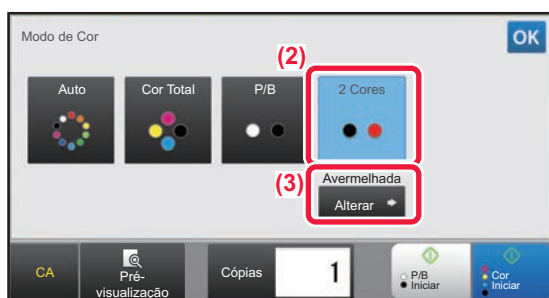 Modo de Cor
OK
(2)
Auto
Cor Total
P/B
2 Cores
(3)
Avermelhada
Alterar
CA
Pré-
visualização
Cópias
1
P/B
Iniciar
Cor
Iniciar